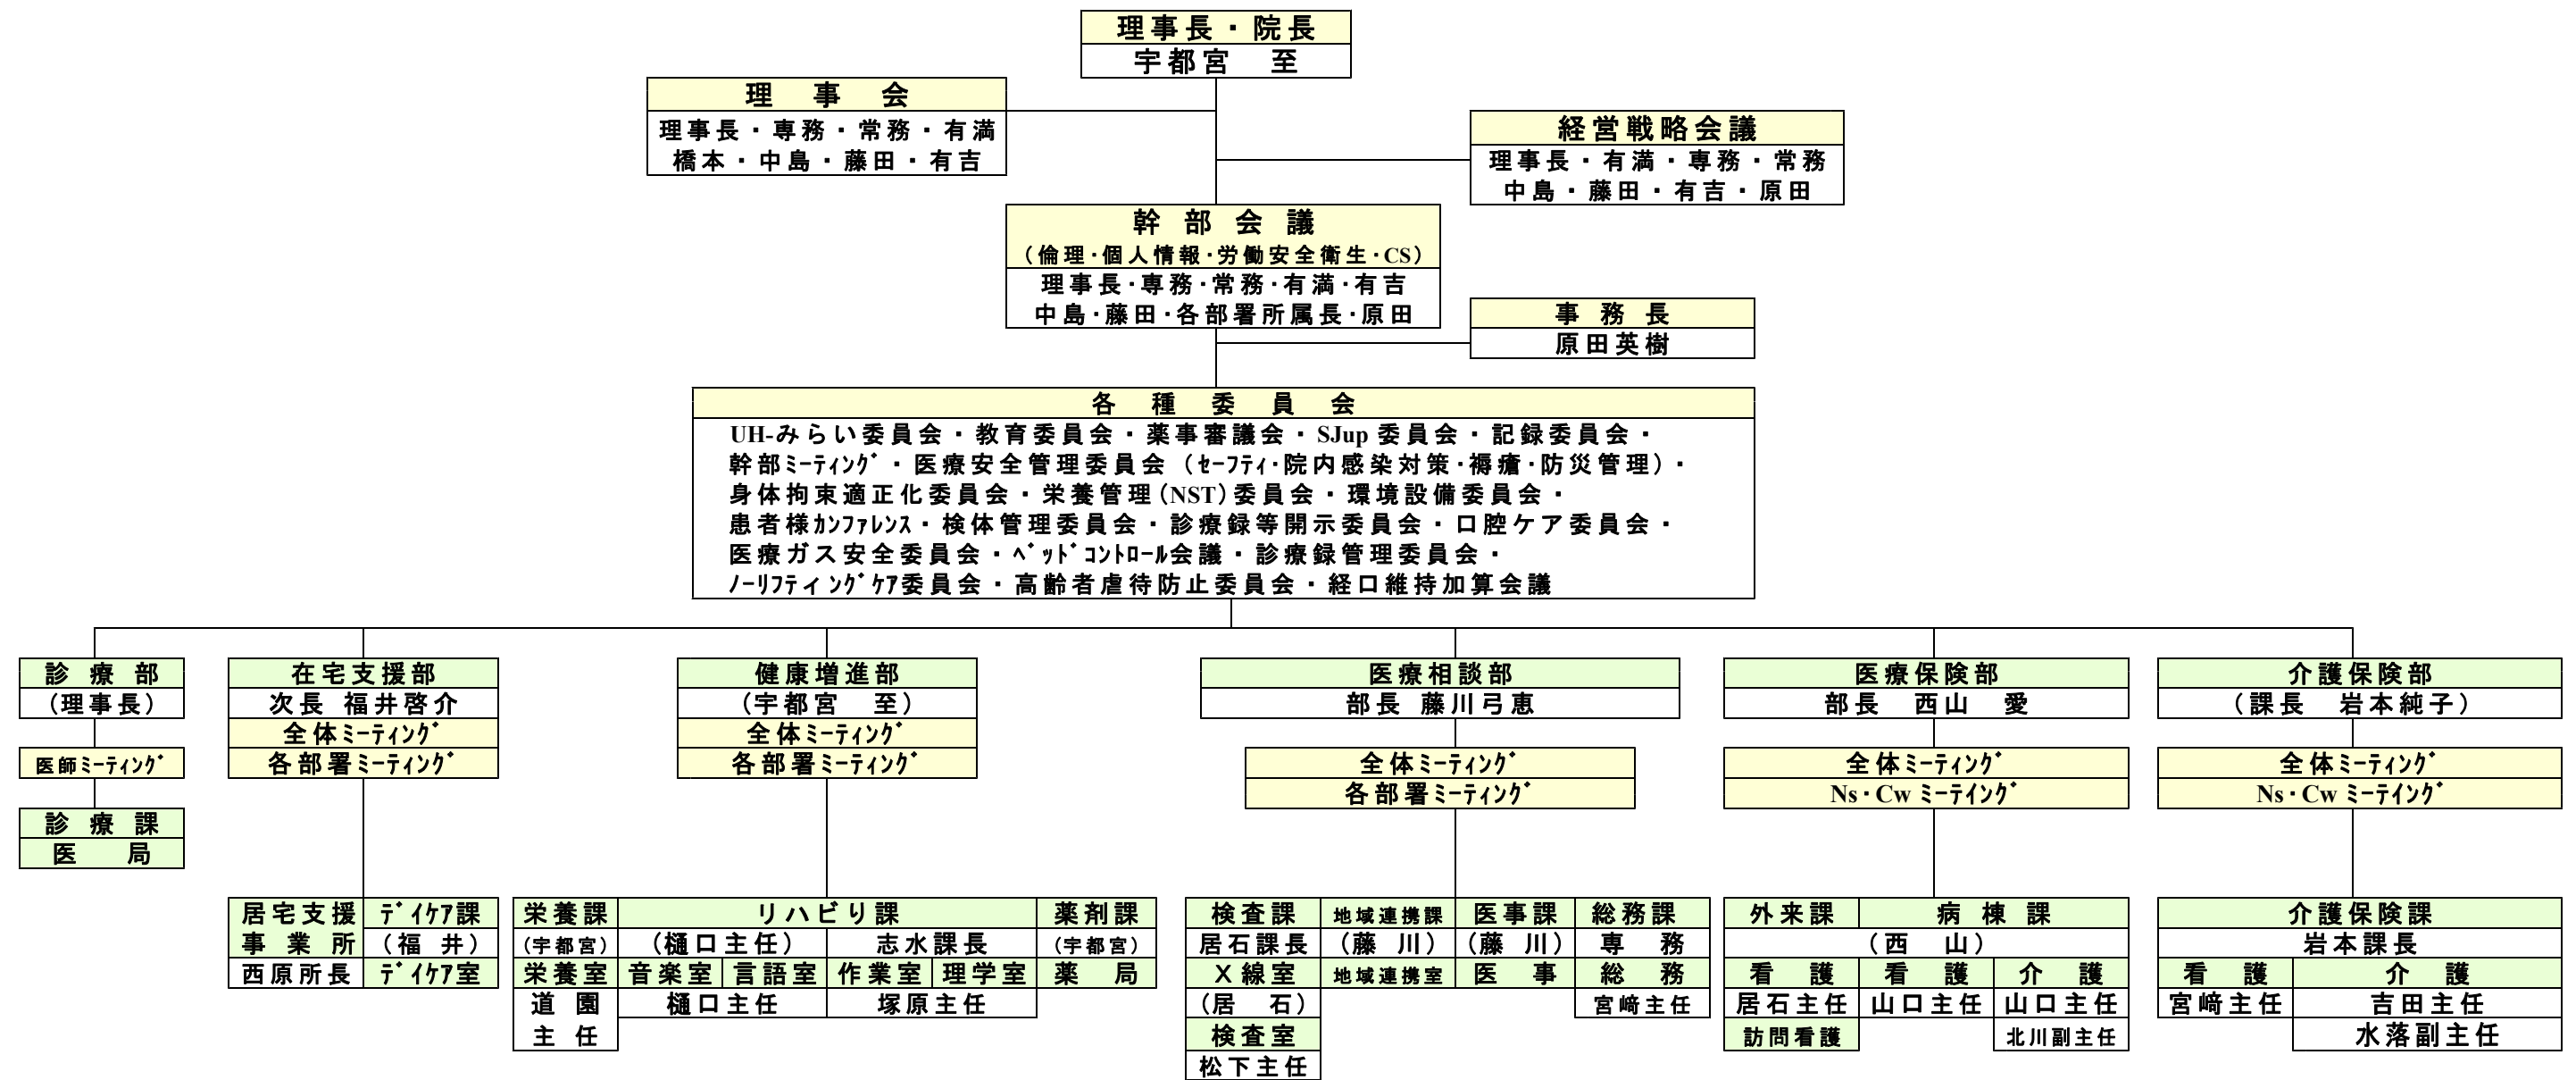 理事長・院長
宇都宮　至
理　事　会
理事長・専務・常務・有満
橋本・中島・藤田・有吉
経営戦略会議
理事長・有満・専務・常務
中島・藤田・有吉・原田
幹部会議
（倫理・個人情報・労働安全衛生・CS）
理事長・専務・常務・有満・有吉
中島・藤田・各部署所属長・原田
事務長
原田英樹
各種委員会
UH-みらい委員会・教育委員会・薬事審議会・SJup委員会・記録委員会・
幹部ﾐｰﾃｨﾝｸﾞ・医療安全管理委員会（ｾｰﾌﾃｨ・院内感染対策・褥瘡・防災管理）・
身体拘束適正化委員会・栄養管理（NST）委員会・環境設備委員会・
患者様ｶﾝﾌｧﾚﾝｽ・検体管理委員会・診療録等開示委員会・口腔ケア委員会・
医療ガス安全委員会・ﾍﾞｯﾄﾞｺﾝﾄﾛｰﾙ会議・診療録管理委員会・
ﾉｰﾘﾌﾃｨﾝｸﾞｹｱ委員会・高齢者虐待防止委員会・経口維持加算会議
診療部
（理事長）
医師ﾐｰﾃｨﾝｸﾞ
診療課
医　局
在宅支援部
次長 福井啓介
全体ﾐｰﾃｨﾝｸﾞ
各部署ﾐｰﾃｨﾝｸﾞ
居宅支援
事業所
西原所長
ﾃﾞｲｹｱ課
（福井）
ﾃﾞｲｹｱ室
健康増進部
（宇都宮　至）
全体ﾐｰﾃｨﾝｸﾞ
各部署ﾐｰﾃｨﾝｸﾞ
栄養課
（宇都宮）
栄養室
道園
主任
リハビり課
（樋口主任）
志水課長
音楽室
言語室
作業室
理学室
樋口主任
塚原主任
薬剤課
（宇都宮）
薬　局
医療相談部
部長 藤川弓恵
全体ﾐｰﾃｨﾝｸﾞ
各部署ﾐｰﾃｨﾝｸﾞ
検査課
居石課長
Ｘ線室
（居　石）
検査室
松下主任
地域連携課
（藤川）
地域連携室
医事課
（藤川）
医　事
総務課
専　務
総　務
宮﨑主任
医療保険部
部長　西山　愛
全体ﾐｰﾃｨﾝｸﾞ
Ns・Cwﾐｰﾃｲﾝｸﾞ
外来課
病棟課
（西　山）
看　護
看　護
介　護
居石主任
山口主任
山口主任
訪問看護
北川副主任
介護保険部
（課長　岩本純子）
全体ﾐｰﾃｨﾝｸﾞ
Ns・Cwﾐｰﾃｲﾝｸﾞ
介護保険課
岩本課長
看　護
介　護
宮﨑主任
吉田主任
水落副主任